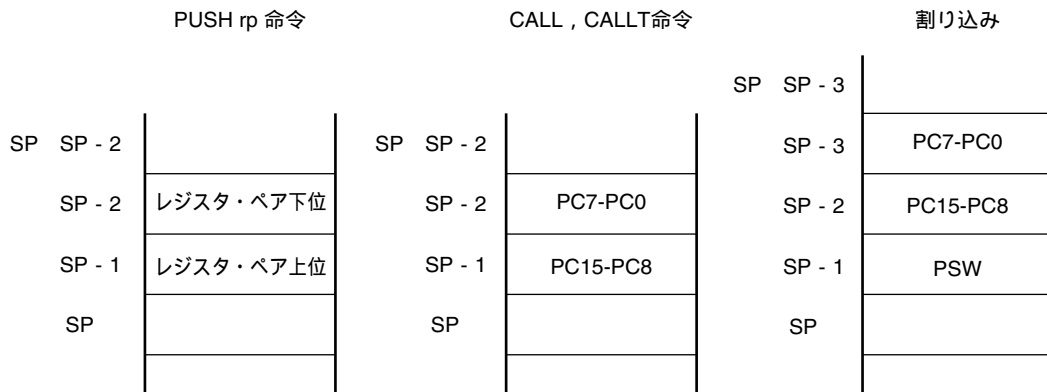 PUSH rp 命令
CALL , CALLT命令
割り込み
SP SP - 3
SP SP - 2
SP SP - 2
SP - 3
PC7-PC0
SP - 2
レジスタ・ペア下位
SP - 2
PC7-PC0
SP - 2
PC15-PC8
SP - 1
レジスタ・ペア上位
SP - 1
PC15-PC8
SP - 1
PSW
SP
SP
SP